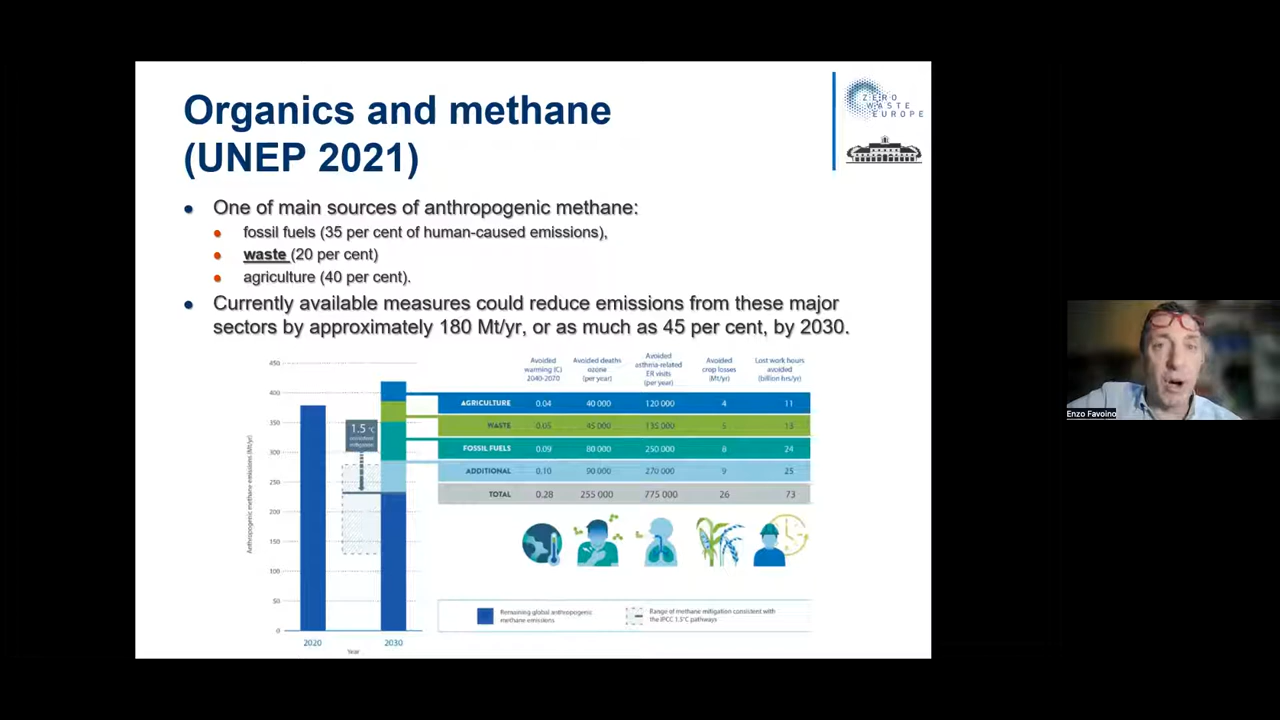 Organics and methane
(UNEP 2021)
ZERO
WASTE
EUROPE
One of main sources of anthropogenic methane:
fossil fuels (35 per cent of human-caused emissions),
waste (20 per cent)
agriculture (40 per cent).
Currently available measures could reduce emissions from these major
sectors by approximately 180 Mt/yr, or as much as 45 per cent, by 2030.
Anthropogenic methane emissions (Mt/yr)
450
400
350
300
250
200
150
100
50
0
1.5 °C
2020
2030
Year
Avoided
warming (C)
2040-2070
Avoided deaths
ozone
(per year)
Avoided
asthma-related
ER visits
(per year)
Avoided
crop losses
(Mt/yr)
Lost work hours
avoided
(billion hrs/yr)
AGRICULTURE 0.04 40 000 120 000 4 11
WASTE 0.05 45 000 135 000 5 13
FOSSIL FUELS 0.09 80 000 250 000 8 24
ADDITIONAL 0.10 90 000 270 000 9 25
TOTAL 0.28 255 000 775 000 26 73
Remaining global anthropogenic
methane emissions
Range of methane mitigation consistent with
the IPCC 1.5°C pathways
Enzo Favoino